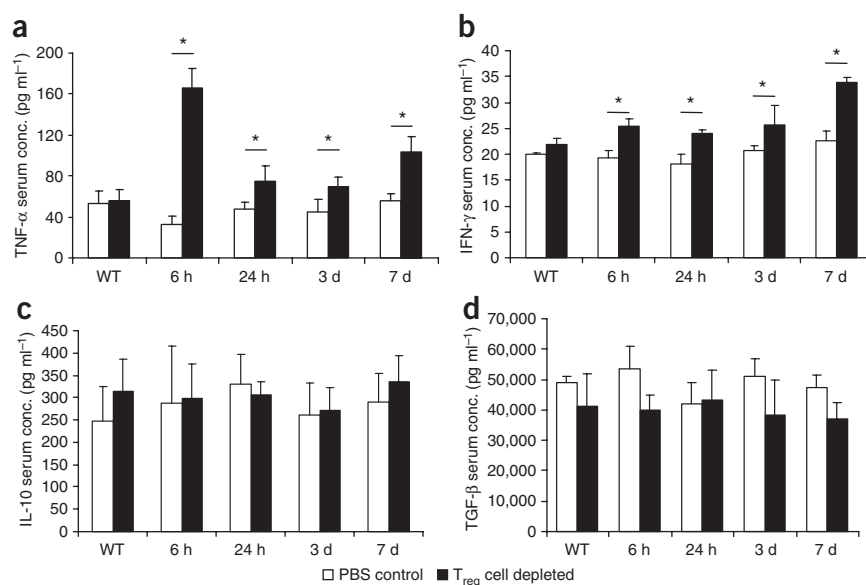 a
TNF-α serum conc. (pg ml⁻¹)
200
160
120
80
40
0
* * * *
WT 6 h 24 h 3 d 7 d
b
IFN-γ serum conc. (pg ml⁻¹)
40
35
30
25
20
15
10
5
0
* * * *
WT 6 h 24 h 3 d 7 d
c
IL-10 serum conc. (pg ml⁻¹)
450
400
350
300
250
200
150
100
50
0
WT 6 h 24 h 3 d 7 d
d
TGF-β serum conc. (pg ml⁻¹)
70,000
60,000
50,000
40,000
30,000
20,000
10,000
0
WT 6 h 24 h 3 d 7 d
PBS control Treg cell depleted